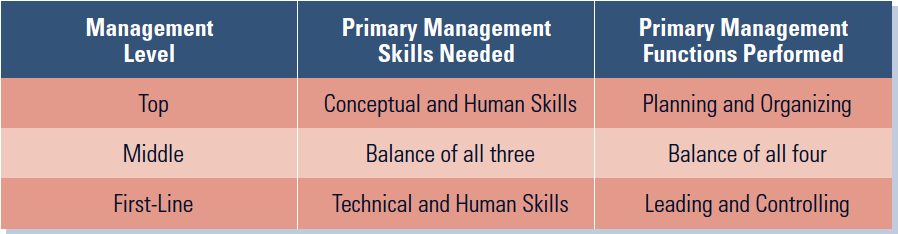 Management Level
Primary Management Skills Needed
Primary Management Functions Performed
Top
Conceptual and Human Skills
Planning and Organizing
Middle
Balance of all three
Balance of all four
First-Line
Technical and Human Skills
Leading and Controlling